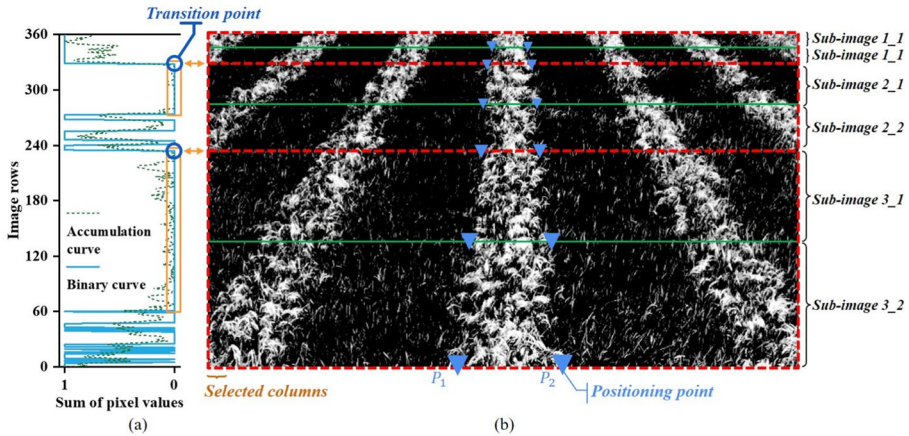 Transition point
360
300
240
180
120
60
0
Image rows
Accumulation curve
Binary curve
1
0
Sum of pixel values
(a)
Sub-image 1_1
Sub-image 1_1
Sub-image 2_1
Sub-image 2_2
Sub-image 3_1
Sub-image 3_2
Selected columns
P1
P2
Positioning point
(b)